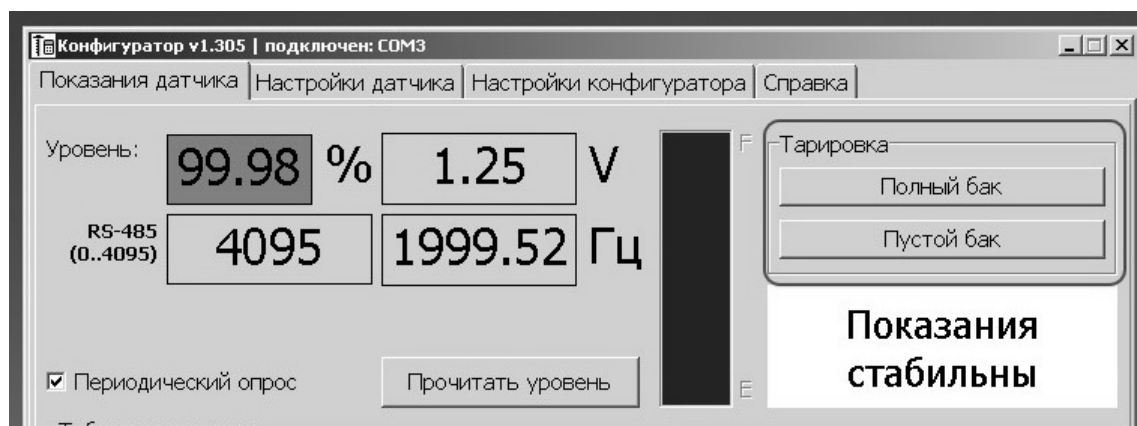 Конфигуратор v1.305 | подключен: COM3
Показания датчика Настройки датчика Настройки конфигуратора Справка
Уровень: 99.98 % 1.25 V
RS-485
(0..4095) 4095 1999.52 Гц
F
E
Тарировка
Полный бак
Пустой бак
Показания
стабильны
Периодический опрос Прочитать уровень